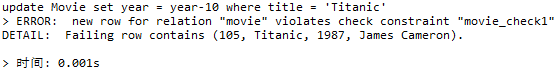 update Movie set year = year-10 where title = 'Titanic'
> ERROR:  new row for relation "movie" violates check constraint "movie_check1"
DETAIL:  Failing row contains (105, Titanic, 1987, James Cameron).
> 时间: 0.001s